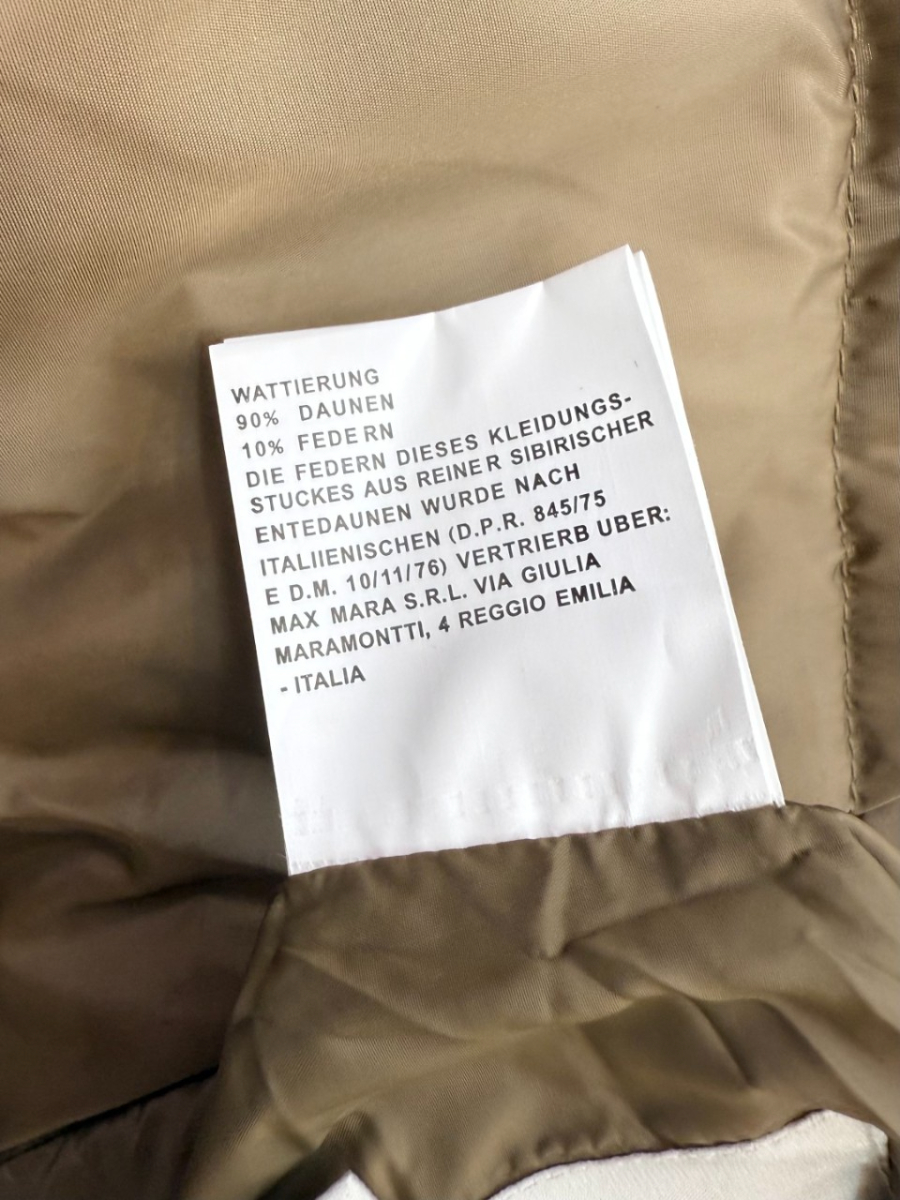 WATTIERUNG
90% DAUNEN
10% FEDERN
DIE FEDERN DIESES KLEIDUNGS-
STUCKES AUS REINER SIBIRISCHER
ENTEDAUNEN WURDE NACH
ITALIIENISCHEN (D.P.R. 845/75
E D.M. 10/11/76) VERTRIERB UBER:
MAX MARA S.R.L. VIA GIULIA
MARAMONTTI, 4 REGGIO EMILIA
- ITALIA